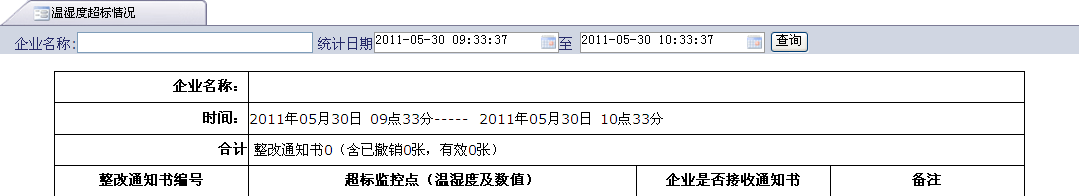 温湿度超标情况
企业名称: 统计日期 2011-05-30 09:33:37 至 2011-05-30 10:33:37 查询
企业名称：
时间： 2011年05月30日 09点33分----- 2011年05月30日 10点33分
合计 整改通知书0（含已撤销0张，有效0张）
整改通知书编号 超标监控点（温湿度及数值） 企业是否接收通知书 备注